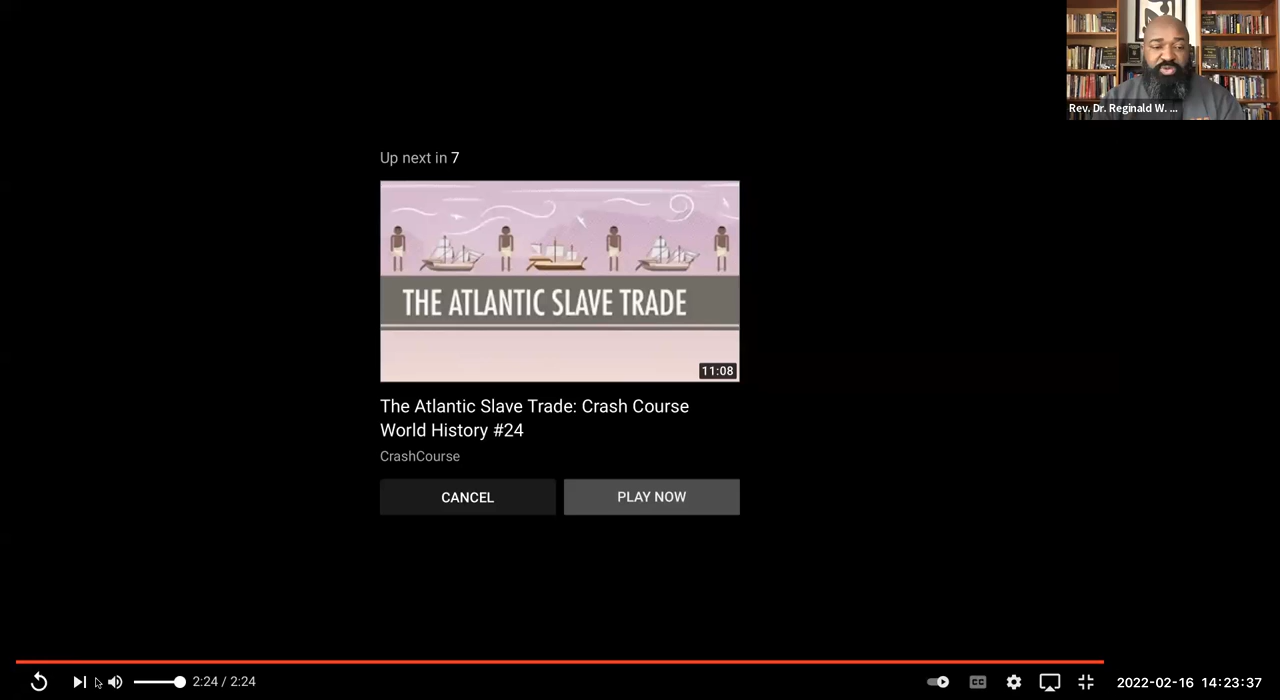 Rev. Dr. Reginald W. ...
Up next in 7
THE ATLANTIC SLAVE TRADE
11:08
The Atlantic Slave Trade: Crash Course
World History #24
CrashCourse
CANCEL
PLAY NOW
2:24 / 2:24
CC
2022-02-16 14:23:37